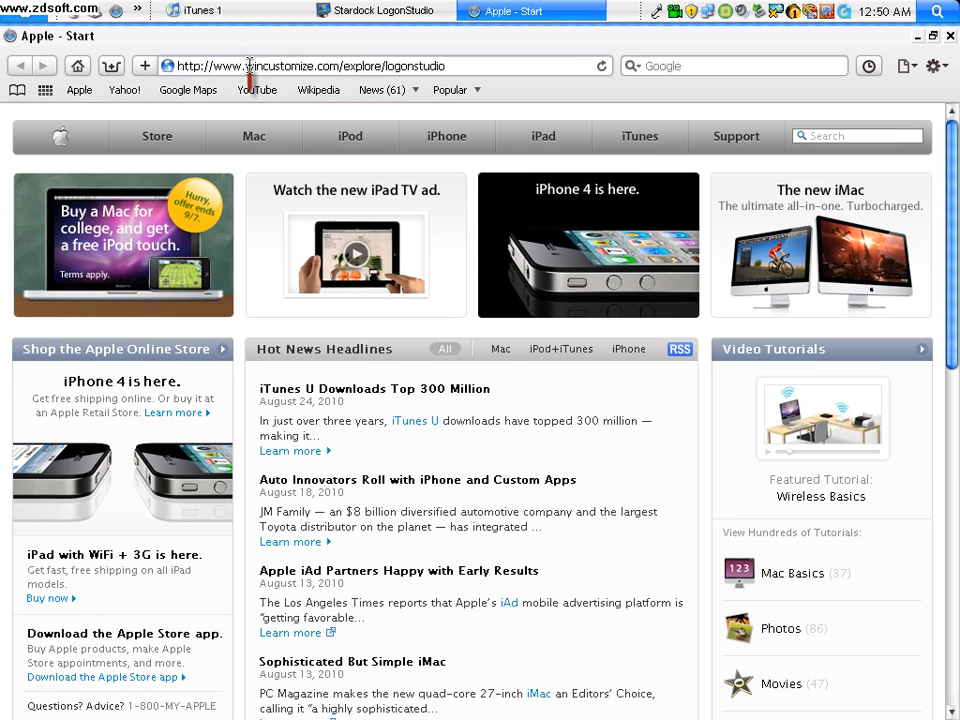 www.zdsoft.com
iTunes 1
Stardock LogonStudio
Apple - Start
12:50 AM
Apple - Start
http://www.wincustomize.com/explore/logonstudio
Google
Apple
Yahoo!
Google Maps
YouTube
Wikipedia
News (61)
Popular
Store
Mac
iPod
iPhone
iPad
iTunes
Support
Search
Buy a Mac for
college, and get
a free iPod touch.
Terms apply.
Hurry,
offer ends
9/7.
Watch the new iPad TV ad.
iPhone 4 is here.
The new iMac
The ultimate all-in-one. Turbocharged.
Shop the Apple Online Store
iPhone 4 is here.
Get free shipping online. Or buy it at
an Apple Retail Store. Learn more
iPad with WiFi + 3G is here.
Get fast, free shipping on all iPad
models.
Buy now
Download the Apple Store app.
Buy Apple products, make Apple
Store appointments, and more.
Download the Apple Store app
Questions? Advice? 1-800-MY-APPLE
Hot News Headlines
All
Mac
iPod+iTunes
iPhone
RSS
iTunes U Downloads Top 300 Million
August 24, 2010
In just over three years, iTunes U downloads have topped 300 million —
making it...
Learn more
Auto Innovators Roll with iPhone and Custom Apps
August 18, 2010
JM Family — an $8 billion diversified automotive company and the largest
Toyota distributor on the planet — has integrated ...
Learn more
Apple iAd Partners Happy with Early Results
August 13, 2010
The Los Angeles Times reports that Apple's iAd mobile advertising platform is
"getting favorable...
Learn more
Sophisticated But Simple iMac
August 13, 2010
PC Magazine makes the new quad-core 27-inch iMac an Editors' Choice,
calling it "a highly sophisticated...
Video Tutorials
Featured Tutorial:
Wireless Basics
View Hundreds of Tutorials:
123
Mac Basics (37)
Photos (86)
Movies (47)